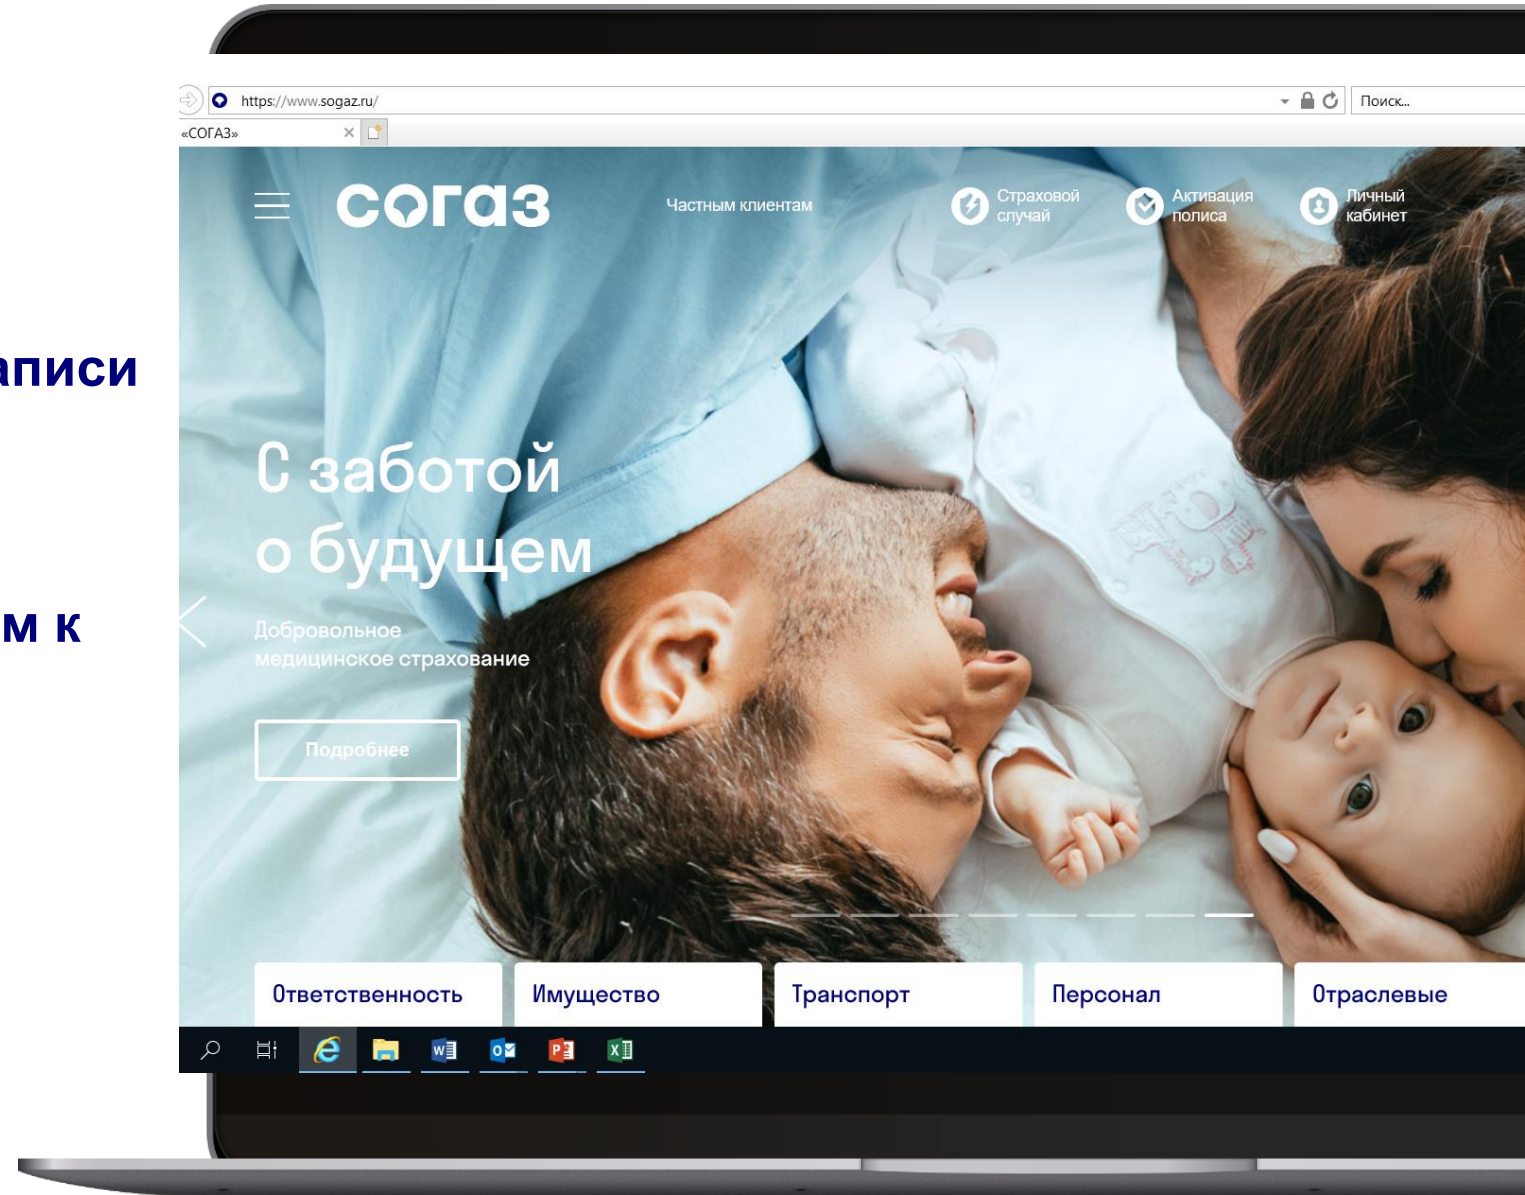 https://www.sogaz.ru/
Поиск...
«СОГАЗ»
согаз
Частным клиентам
Страховой
случай
Активация
полиса
Личный
кабинет
аписи
С заботой
о будущем
м к
Добровольное
медицинское страхование
Подробнее
Ответственность
Имущество
Транспорт
Персонал
Отраслевые